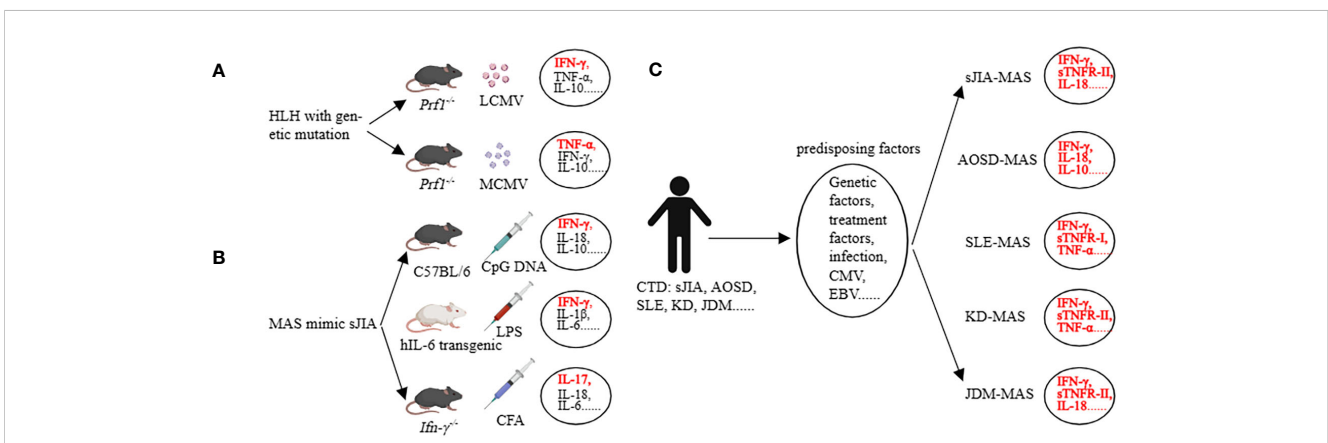 A
HLH with gen-
etic mutation
Prf1-/-
LCMV
IFN-γ,
TNF-α,
IL-10......
Prf1-/-
MCMV
TNF-α,
IFN-γ,
IL-10......
B
MAS mimic sJIA
C57BL/6
CpG DNA
IFN-γ,
IL-18,
IL-10......
hIL-6 transgenic
LPS
IFN-γ,
IL-1β,
IL-6......
Ifn-γ-/-
CFA
IL-17,
IL-18,
IL-6......
C
CTD: sJIA, AOSD,
SLE, KD, JDM......
predisposing factors
Genetic
factors,
treatment
factors,
infection,
CMV,
EBV......
sJIA-MAS
IFN-γ,
sTNFR-II,
IL-18......
AOSD-MAS
IFN-γ,
IL-18,
IL-10......
SLE-MAS
IFN-γ,
sTNFR-I,
TNF-α......
KD-MAS
IFN-γ,
sTNFR-II,
TNF-α......
JDM-MAS
IFN-γ,
sTNFR-II,
IL-18......